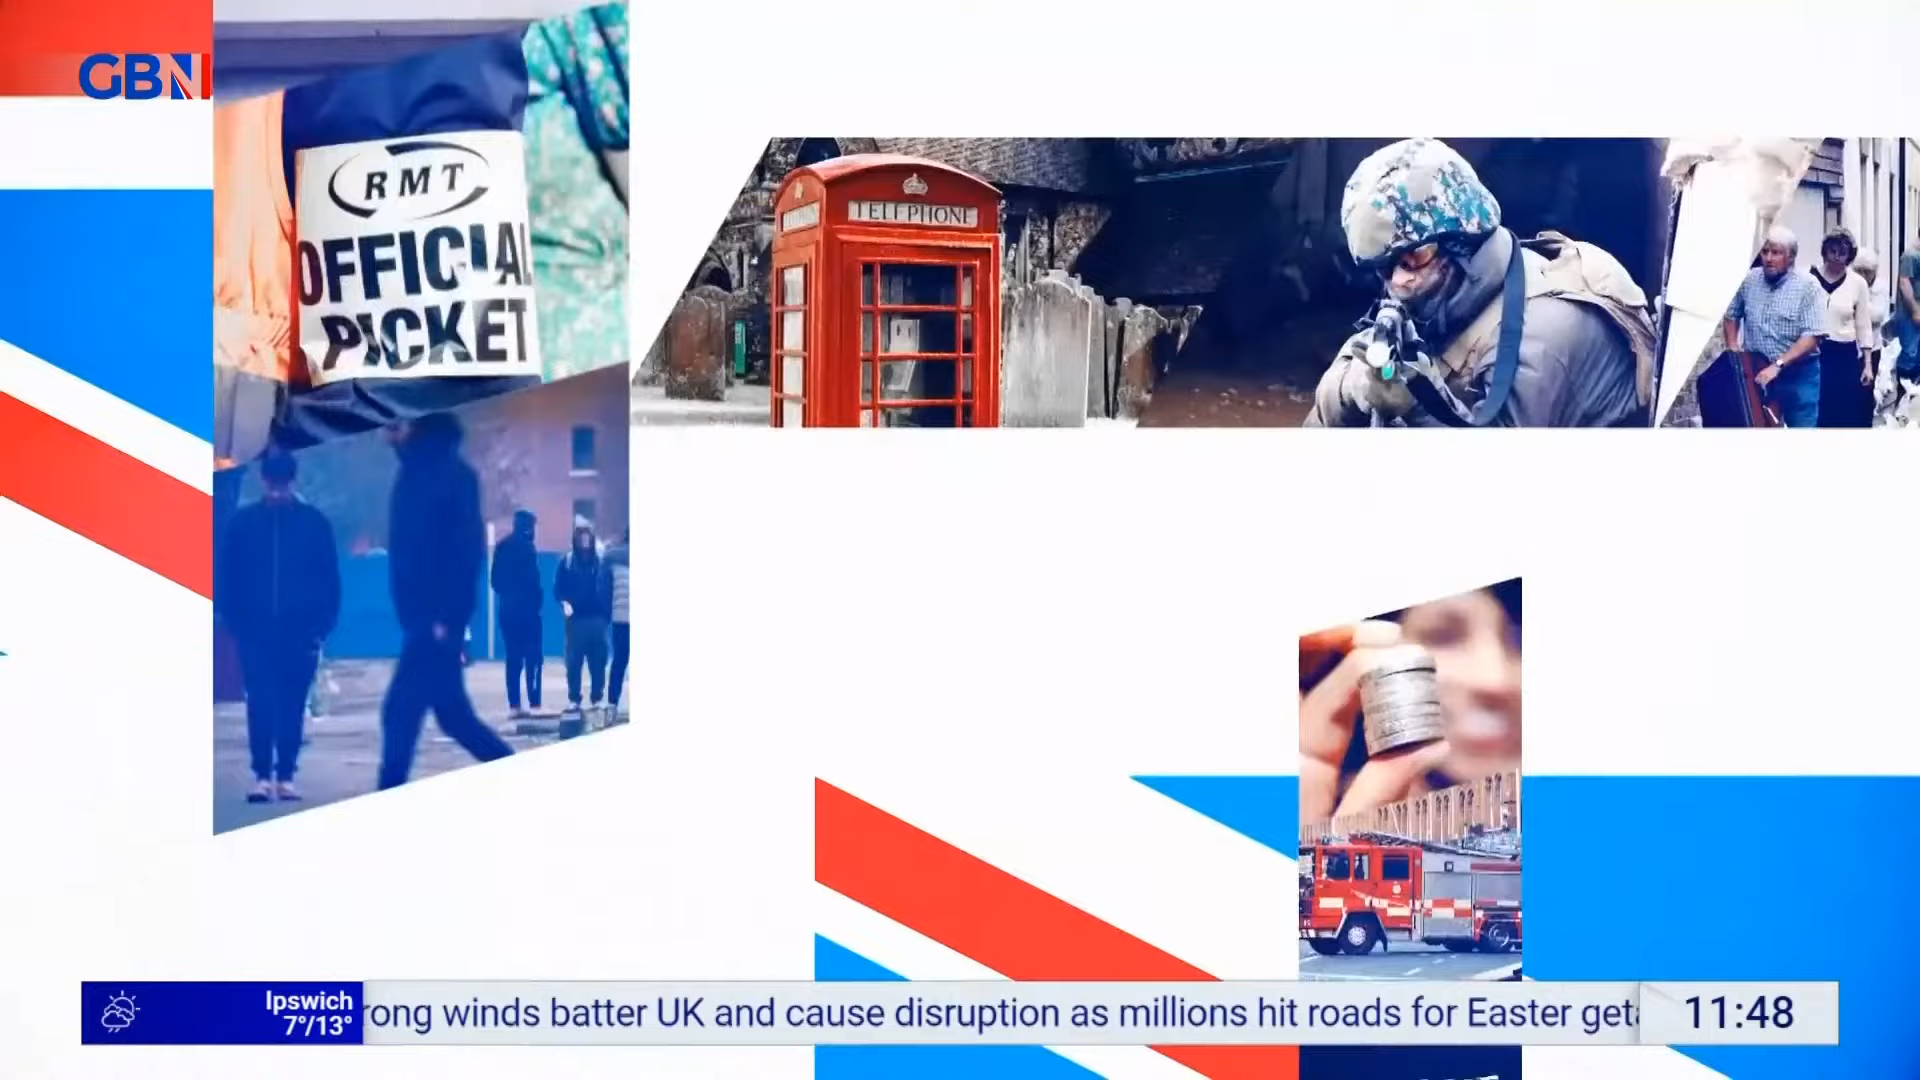 GBN
RMT
OFFICIAL
PICKET
TELEPHONE
Ipswich
7°/13°
rong winds batter UK and cause disruption as millions hit roads for Easter geta
11:48